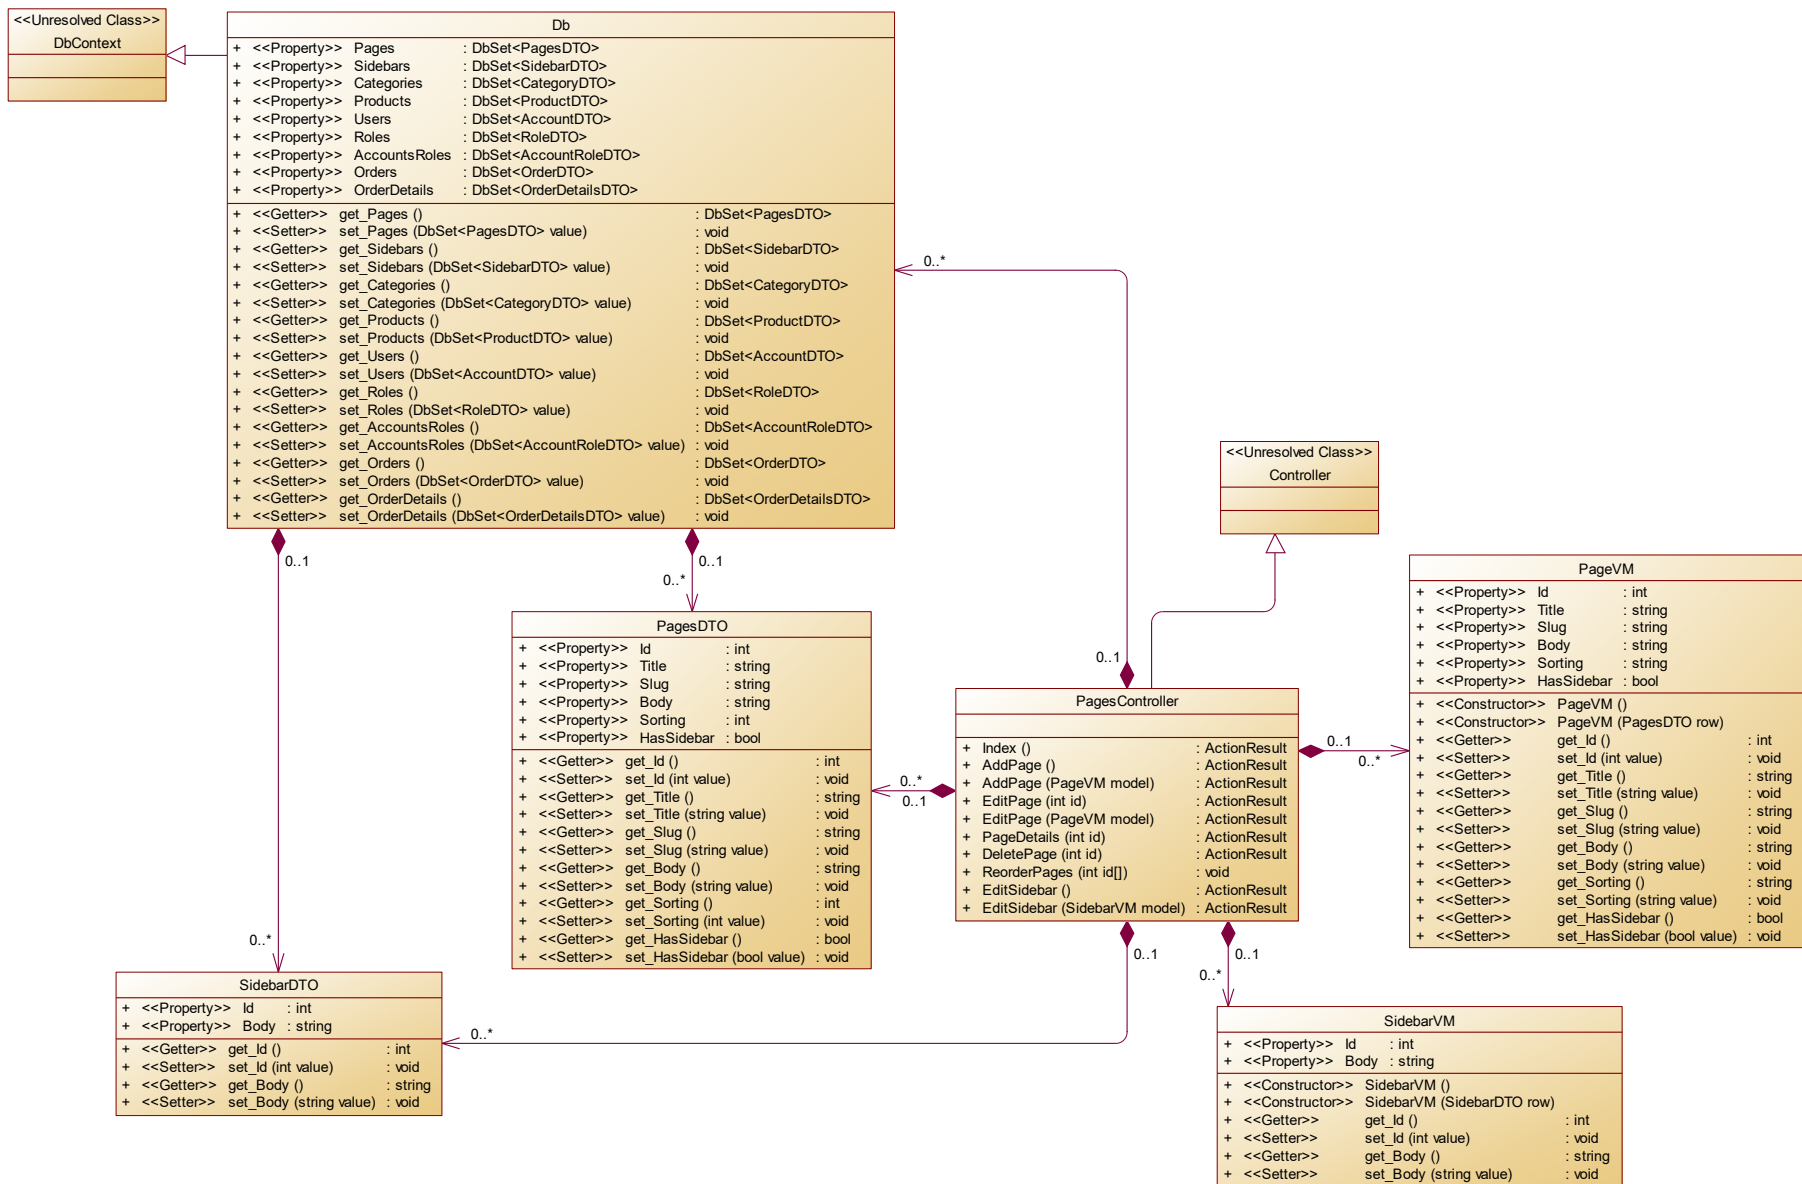 <<Unresolved Class>>
DbContext
Db
+ <<Property>> Pages : DbSet<PagesDTO>
+ <<Property>> Sidebars : DbSet<SidebarDTO>
+ <<Property>> Categories : DbSet<CategoryDTO>
+ <<Property>> Products : DbSet<ProductDTO>
+ <<Property>> Users : DbSet<AccountDTO>
+ <<Property>> Roles : DbSet<RoleDTO>
+ <<Property>> AccountsRoles : DbSet<AccountRoleDTO>
+ <<Property>> Orders : DbSet<OrderDTO>
+ <<Property>> OrderDetails : DbSet<OrderDetailsDTO>
+ <<Getter>> get_Pages () : DbSet<PagesDTO>
+ <<Setter>> set_Pages (DbSet<PagesDTO> value) : void
+ <<Getter>> get_Sidebars () : DbSet<SidebarDTO>
+ <<Setter>> set_Sidebars (DbSet<SidebarDTO> value) : void
+ <<Getter>> get_Categories () : DbSet<CategoryDTO>
+ <<Setter>> set_Categories (DbSet<CategoryDTO> value) : void
+ <<Getter>> get_Products () : DbSet<ProductDTO>
+ <<Setter>> set_Products (DbSet<ProductDTO> value) : void
+ <<Getter>> get_Users () : DbSet<AccountDTO>
+ <<Setter>> set_Users (DbSet<AccountDTO> value) : void
+ <<Getter>> get_Roles () : DbSet<RoleDTO>
+ <<Setter>> set_Roles (DbSet<RoleDTO> value) : void
+ <<Getter>> get_AccountsRoles () : DbSet<AccountRoleDTO>
+ <<Setter>> set_AccountsRoles (DbSet<AccountRoleDTO> value) : void
+ <<Getter>> get_Orders () : DbSet<OrderDTO>
+ <<Setter>> set_Orders (DbSet<OrderDTO> value) : void
+ <<Getter>> get_OrderDetails () : DbSet<OrderDetailsDTO>
+ <<Setter>> set_OrderDetails (DbSet<OrderDetailsDTO> value) : void
0..*
<<Unresolved Class>>
Controller
0..1
0..1
0..*
PagesDTO
+ <<Property>> Id : int
+ <<Property>> Title : string
+ <<Property>> Slug : string
+ <<Property>> Body : string
+ <<Property>> Sorting : int
+ <<Property>> HasSidebar : bool
+ <<Getter>> get_Id () : int
+ <<Setter>> set_Id (int value) : void
+ <<Getter>> get_Title () : string
+ <<Setter>> set_Title (string value) : void
+ <<Getter>> get_Slug () : string
+ <<Setter>> set_Slug (string value) : void
+ <<Getter>> get_Body () : string
+ <<Setter>> set_Body (string value) : void
+ <<Getter>> get_Sorting () : int
+ <<Setter>> set_Sorting (int value) : void
+ <<Getter>> get_HasSidebar () : bool
+ <<Setter>> set_HasSidebar (bool value) : void
0..*
0..1
0..1
PagesController
+ Index () : ActionResult
+ AddPage () : ActionResult
+ AddPage (PageVM model) : ActionResult
+ EditPage (int id) : ActionResult
+ EditPage (PageVM model) : ActionResult
+ PageDetails (int id) : ActionResult
+ DeletePage (int id) : ActionResult
+ ReorderPages (int id[]) : void
+ EditSidebar () : ActionResult
+ EditSidebar (SidebarVM model) : ActionResult
0..1
0..*
PageVM
+ <<Property>> Id : int
+ <<Property>> Title : string
+ <<Property>> Slug : string
+ <<Property>> Body : string
+ <<Property>> Sorting : string
+ <<Property>> HasSidebar : bool
+ <<Constructor>> PageVM ()
+ <<Constructor>> PageVM (PagesDTO row)
+ <<Getter>> get_Id () : int
+ <<Setter>> set_Id (int value) : void
+ <<Getter>> get_Title () : string
+ <<Setter>> set_Title (string value) : void
+ <<Getter>> get_Slug () : string
+ <<Setter>> set_Slug (string value) : void
+ <<Getter>> get_Body () : string
+ <<Setter>> set_Body (string value) : void
+ <<Getter>> get_Sorting () : string
+ <<Setter>> set_Sorting (string value) : void
+ <<Getter>> get_HasSidebar () : bool
+ <<Setter>> set_HasSidebar (bool value) : void
0..*
SidebarDTO
+ <<Property>> Id : int
+ <<Property>> Body : string
+ <<Getter>> get_Id () : int
+ <<Setter>> set_Id (int value) : void
+ <<Getter>> get_Body () : string
+ <<Setter>> set_Body (string value) : void
0..*
0..1
0..1
0..*
SidebarVM
+ <<Property>> Id : int
+ <<Property>> Body : string
+ <<Constructor>> SidebarVM ()
+ <<Constructor>> SidebarVM (SidebarDTO row)
+ <<Getter>> get_Id () : int
+ <<Setter>> set_Id (int value) : void
+ <<Getter>> get_Body () : string
+ <<Setter>> set_Body (string value) : void